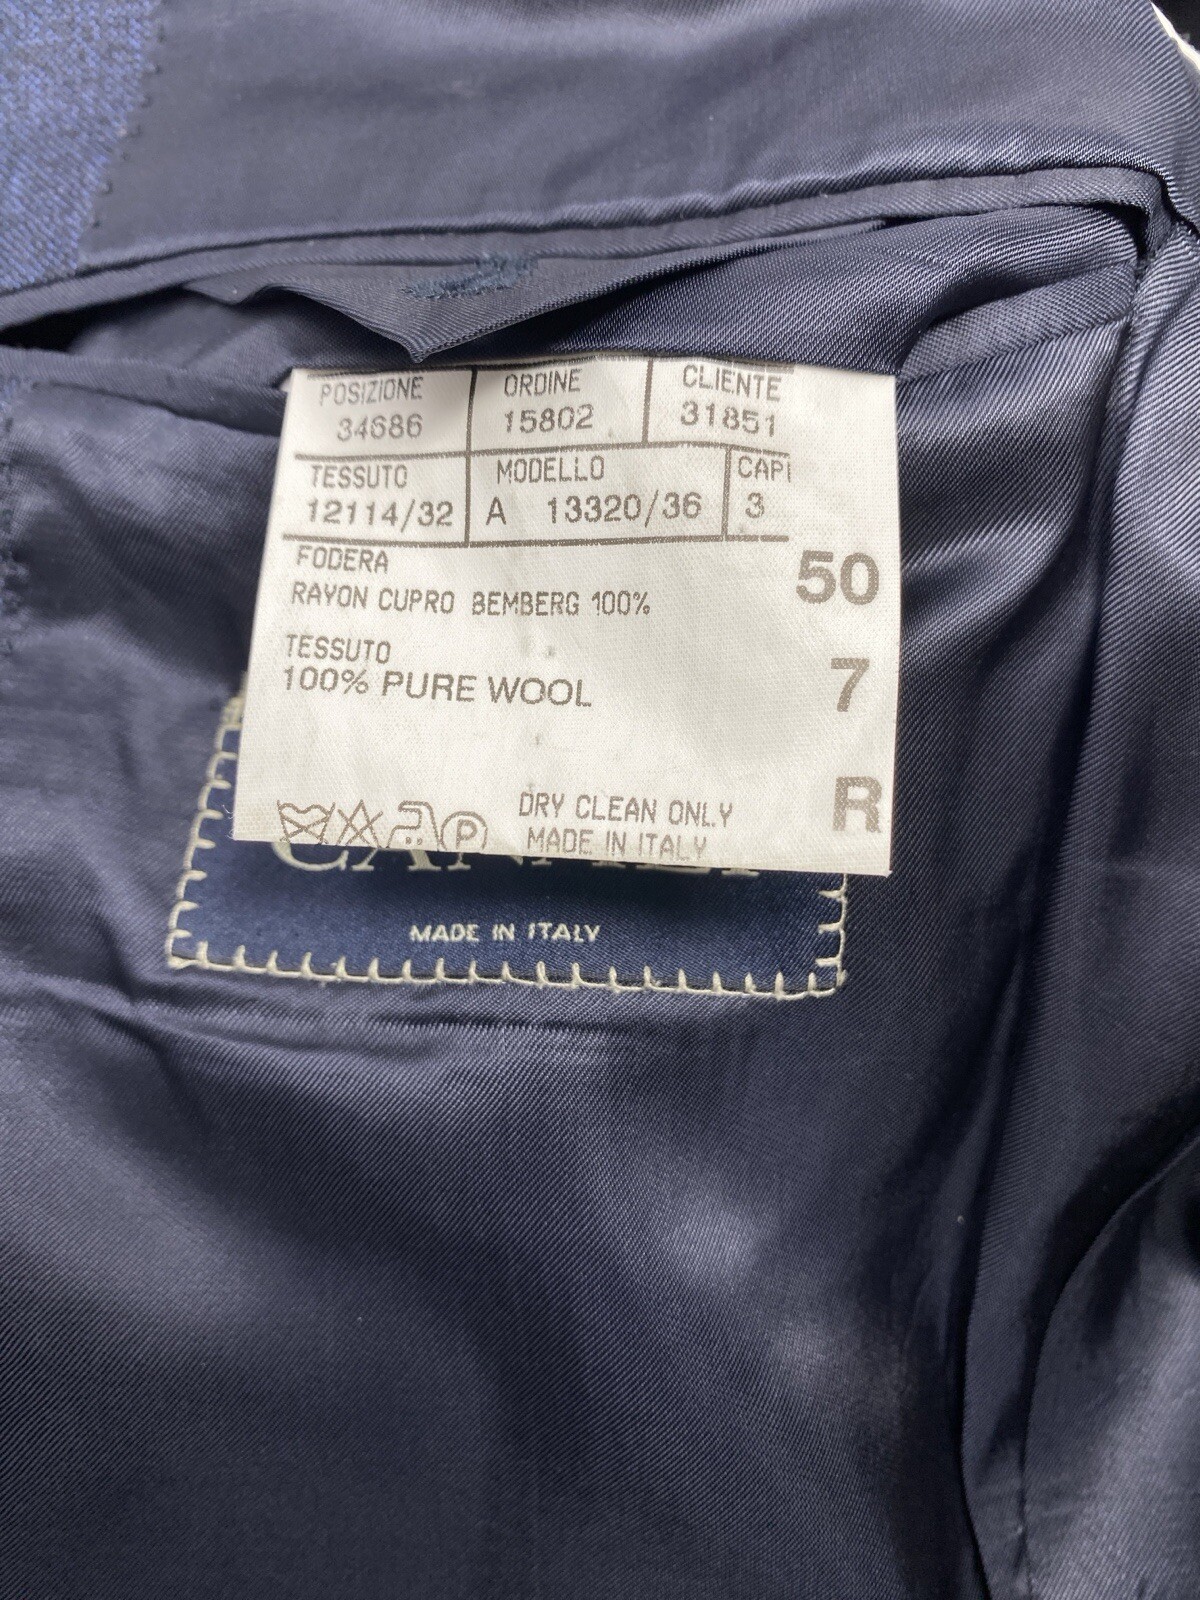 POSIZIONE ORDINE CLIENTE
34686 15802 31851
TESSUTO MODELLO CAPI
12114/32 A 13320/36 3
FODERA
RAYON CUPRO BEMBERG 100%
50
TESSUTO
100% PURE WOOL
7
DRY CLEAN ONLY
R
P
MADE IN ITALY
MADE IN ITALY